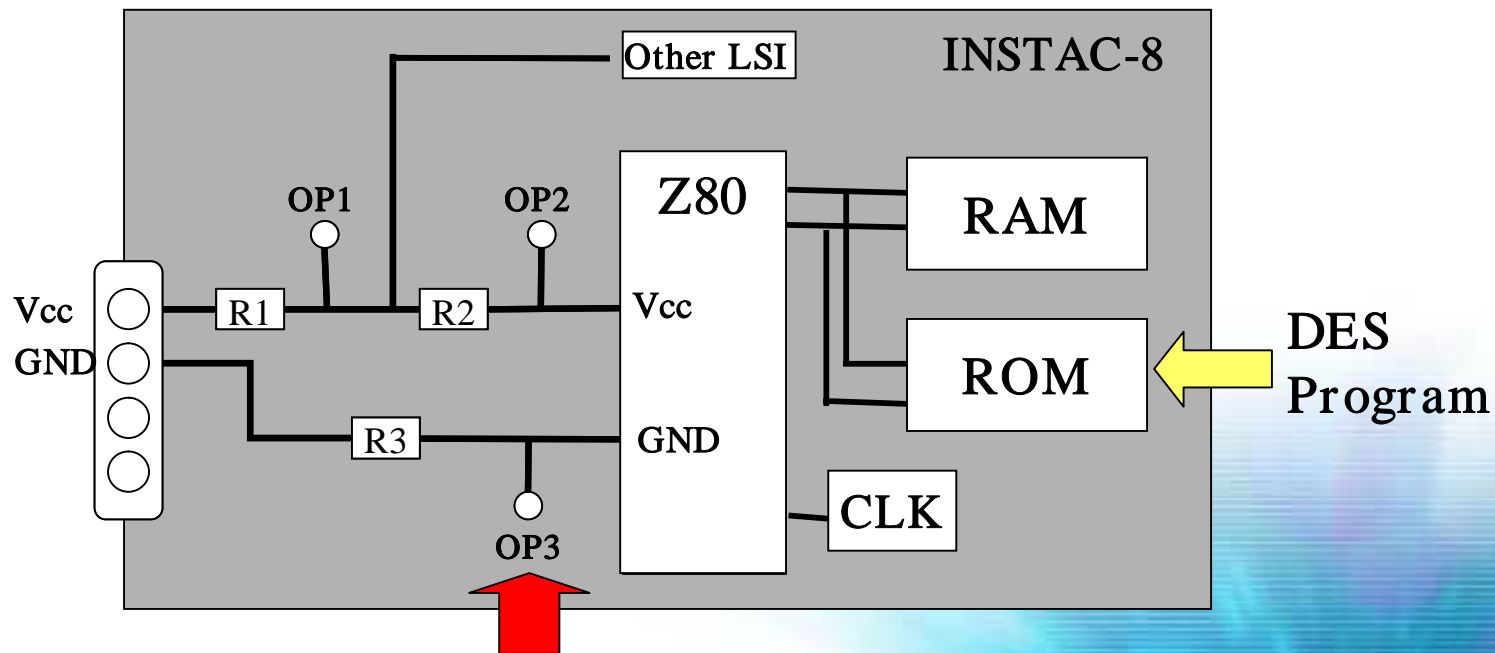 Other LSI
INSTAC-8
OP1
OP2
Z80
RAM
Vcc
R1
R2
Vcc
GND
ROM
DES
Program
R3
GND
CLK
OP3